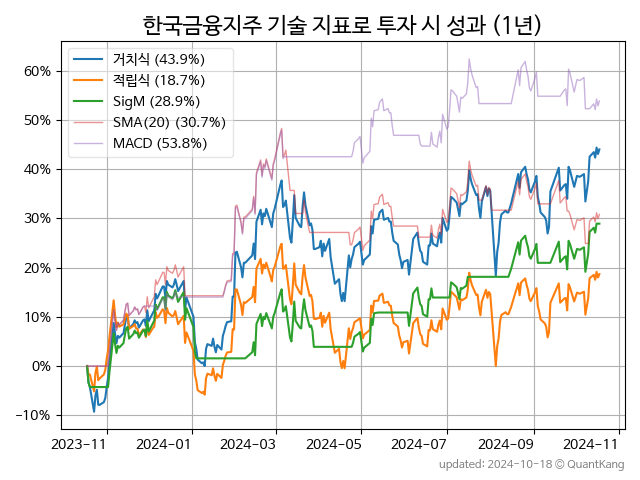 한국금융지주 기술 지표로 투자 시 성과 (1년)
거치식 (43.9%)
적립식 (18.7%)
SigM (28.9%)
SMA(20) (30.7%)
MACD (53.8%)
60%
50%
40%
30%
20%
10%
0%
−10%
2023-11 2024-01 2024-03 2024-05 2024-07 2024-09 2024-11
updated: 2024-10-18 © QuantKang